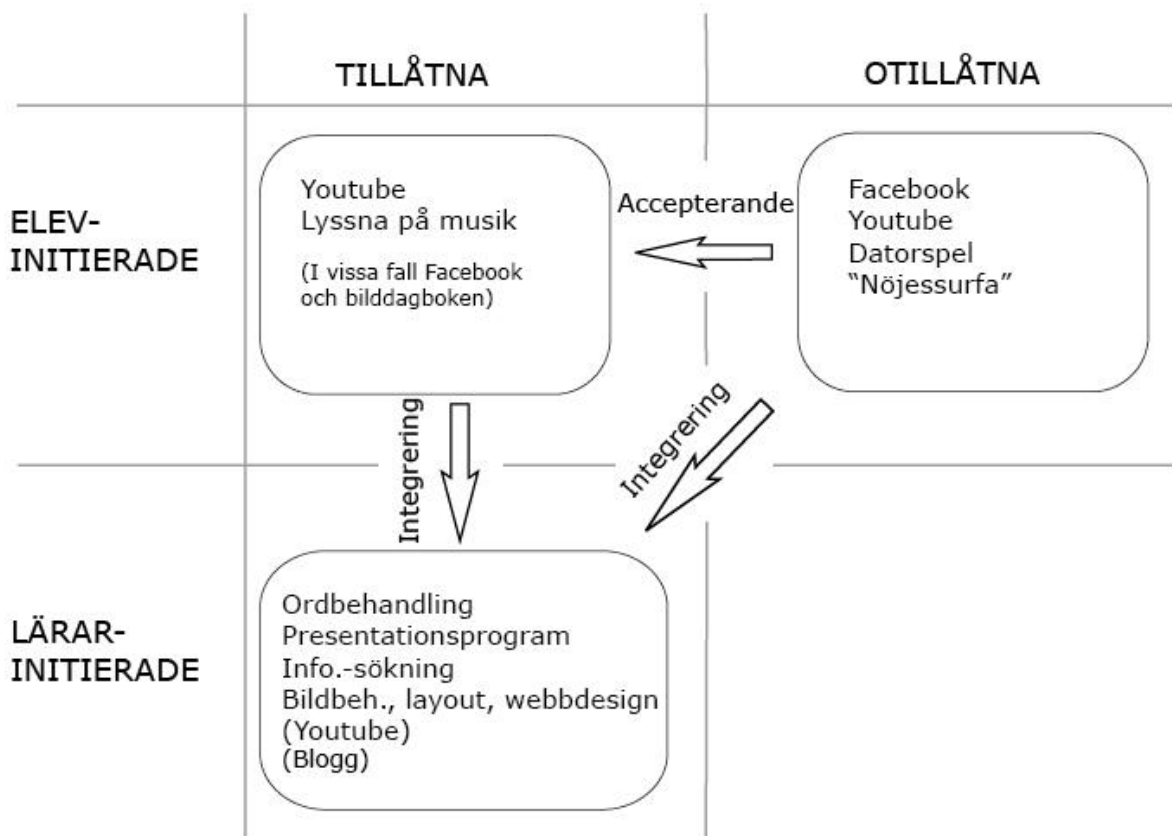 TILLÅTNA
OTILLÅTNA
ELEV-
INITIERADE
Youtube
Lyssna på musik
(I vissa fall Facebook
och bilddagboken)
Accepterande
Facebook
Youtube
Datorspel
“Nöjessurfa”
Integrering
Integrering
LÄRAR-
INITIERADE
Ordbehandling
Presentationsprogram
Info.-sökning
Bildbeh., layout, webbdesign
(Youtube)
(Blogg)